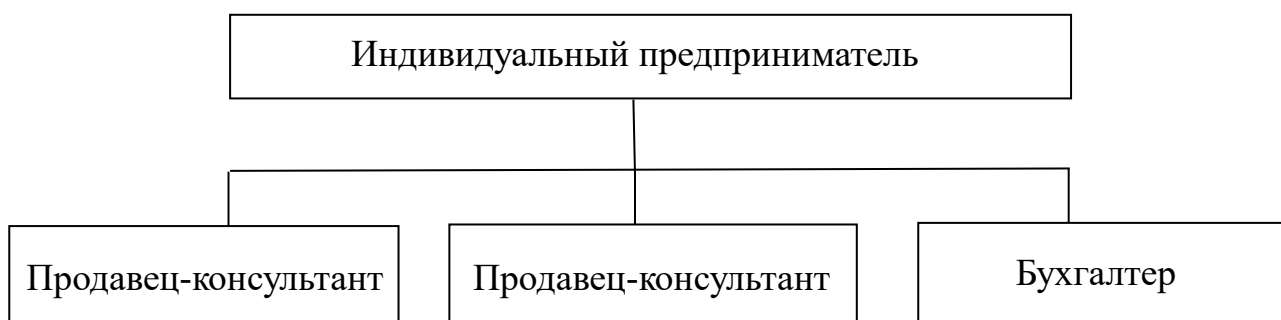 Индивидуальный предприниматель
Продавец-консультант
Продавец-консультант
Бухгалтер